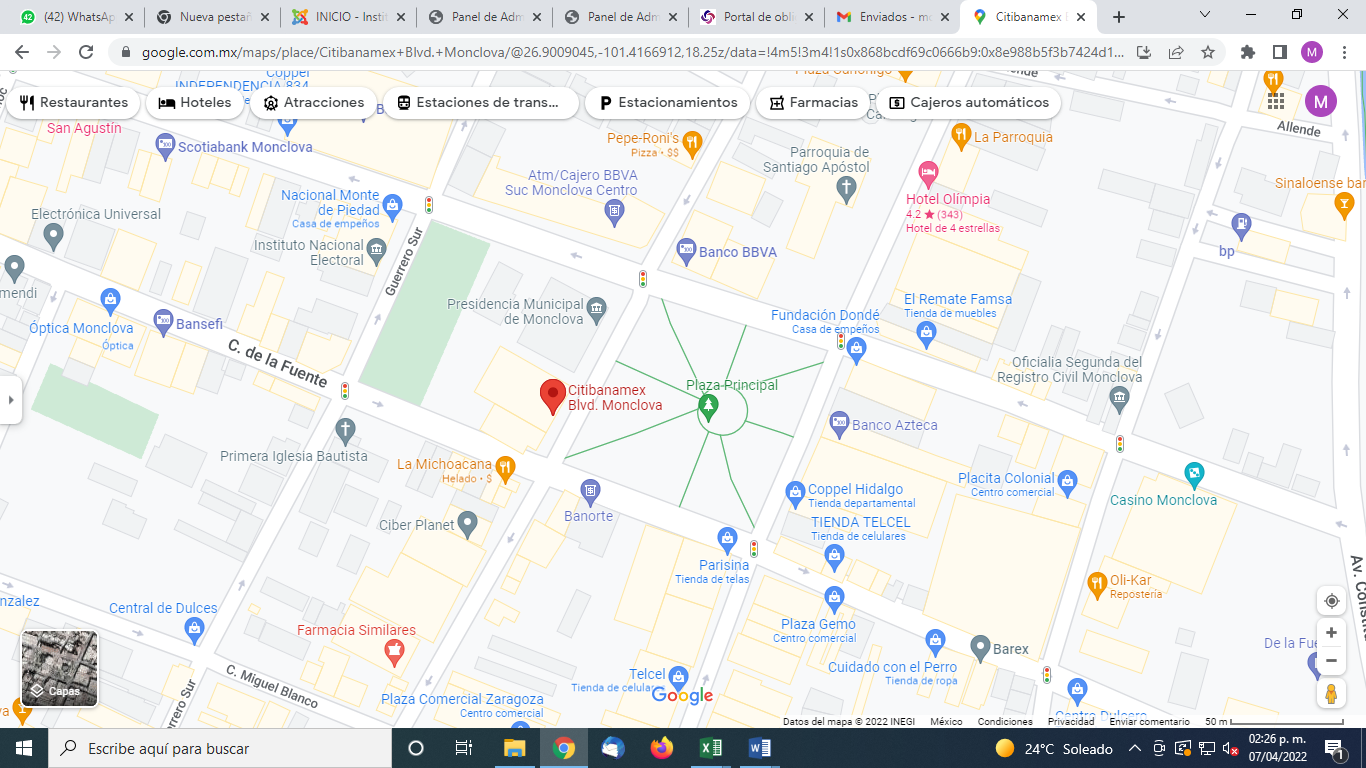 (42) WhatsAp
Nueva pestañ
INICIO - Instit
Panel de Adm
Panel de Adm
Portal de obli
Enviados - mo
Citibanamex
google.com.mx/maps/place/Citibanamex+Blvd.+Monclova/@26.9009045,-101.4166912,18.25z/data=!4m5!3m4!1s0x868bcdf69c0666b9:0x8e988b5f3b7424d1...
M
Coppel
INDEPENDENCIA 834
Restaurantes
Hoteles
Atracciones
Estaciones de trans...
Estacionamientos
Farmacias
Cajeros automáticos
M
Allende
San Agustín
Scotiabank Monclova
Pepe-Roni's
Pizza • $$
La Parroquia
Parroquia de
Santiago Apóstol
Atm/Cajero BBVA
Suc Monclova Centro
Nacional Monte
de Piedad
Casa de empeños
Hotel Olímpia
4.2 ★ (343)
Hotel de 4 estrellas
Sinaloense bar
Electrónica Universal
Instituto Nacional
Electoral
Guerrero Sur
Banco BBVA
bp
mendi
Presidencia Municipal
de Monclova
El Remate Famsa
Tienda de muebles
Fundación Dondé
Casa de empeños
Óptica Monclova
Óptica
Bansefi
C. de la Fuente
Oficialia Segunda del
Registro Civil Monclova
Plaza Principal
Citibanamex
Blvd. Monclova
Banco Azteca
Primera Iglesia Bautista
La Michoacana
Helado • $
Coppel Hidalgo
Tienda departamental
Placita Colonial
Centro comercial
Casino Monclova
Banorte
Ciber Planet
TIENDA TELCEL
Tienda de celulares
Parisina
Tienda de telas
Oli-Kar
Repostería
nzalez
Central de Dulces
Farmacia Similares
Plaza Gemo
Centro comercial
Cuidado con el Perro
Tienda de ropa
Barex
De la Fue
C. Miguel Blanco
Telcel
Tienda de celulares
Plaza Comercial Zaragoza
Centro comercial
Capas
Google
Datos del mapa © 2022 INEGI
México
Condiciones
Privacidad
Enviar comentario
50 m
Escribe aquí para buscar
24°C Soleado
02:26 p. m.
07/04/2022
1